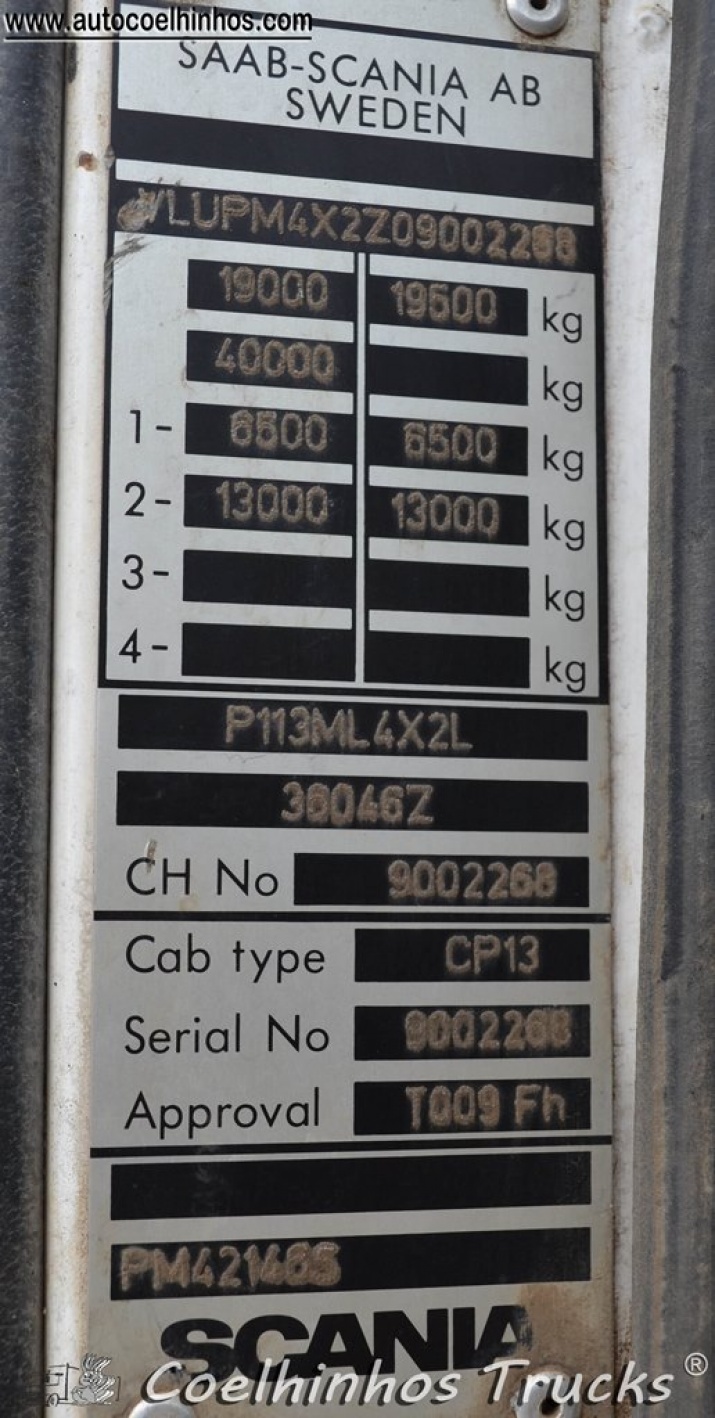 www.autocoelhinhos.com
SAAB-SCANIA AB
SWEDEN
VLUPM4X2Z09002268
19000 19500 kg
40000 kg
1- 6500 6500 kg
2- 13000 13000 kg
3- kg
4- kg
P113ML4X2L
36046Z
CH No 9002268
Cab type CP13
Serial No 9002268
Approval T009 Fh
PM421465
SCANIA
Coelhinhos Trucks ®